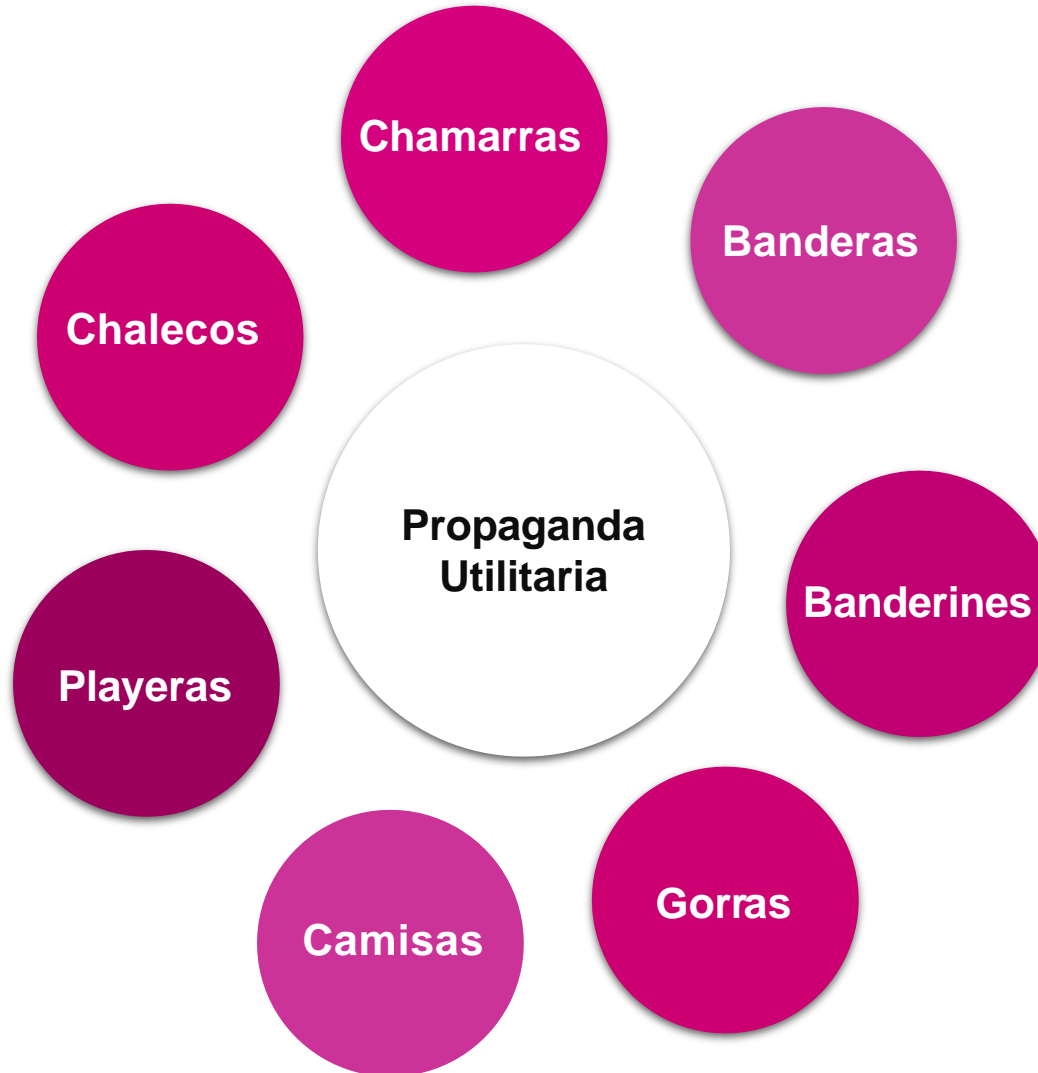 Chamarras
Banderas
Chalecos
Propaganda
Utilitaria
Banderines
Playeras
Gorras
Camisas